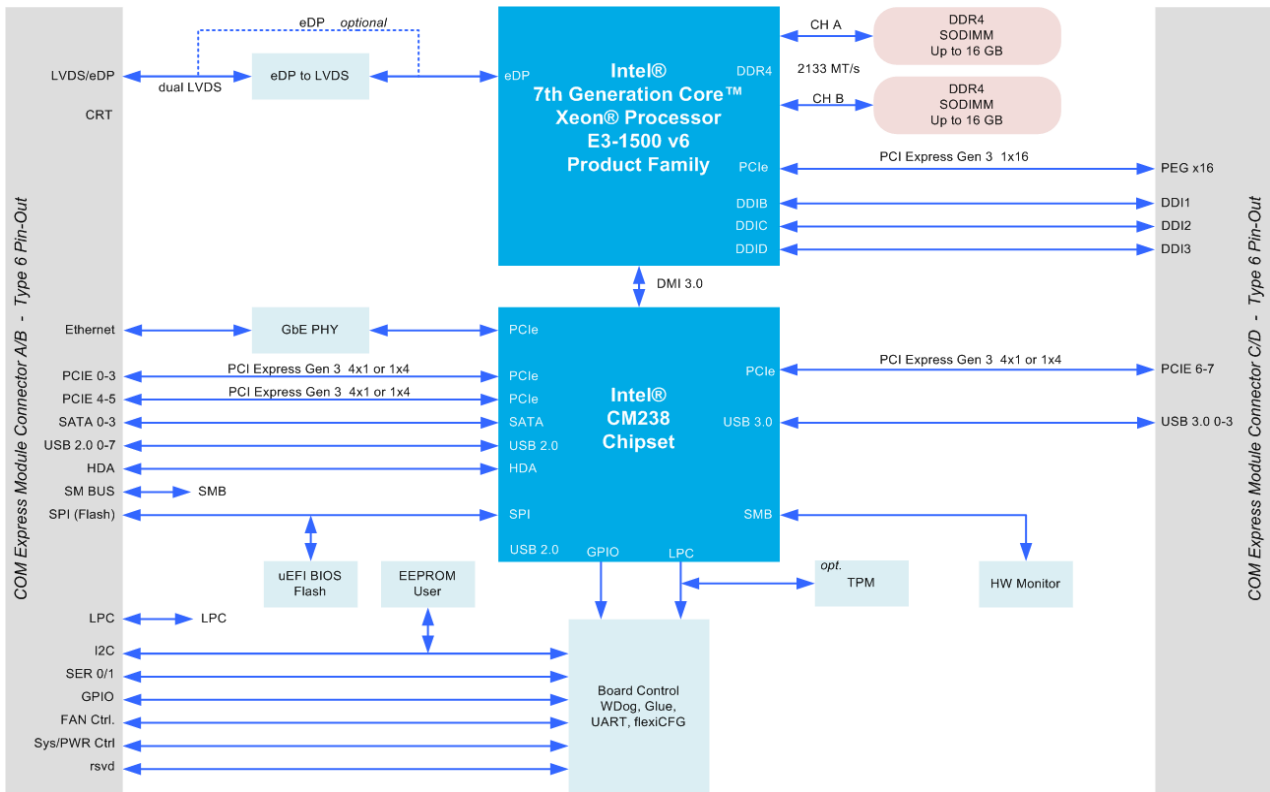 COM Express Module Connector A/B - Type 6 Pin-Out
LVDS/eDP
CRT
eDP optional
dual LVDS
eDP to LVDS
eDP
Intel®
7th Generation Core™
Xeon® Processor
E3-1500 v6
Product Family
DDR4
PCIe
DDIB
DDIC
DDID
CH A
2133 MT/s
CH B
DDR4
SODIMM
Up to 16 GB
DDR4
SODIMM
Up to 16 GB
PCI Express Gen 3 1x16
PEG x16
DDI1
DDI2
DDI3
DMI 3.0
Ethernet
GbE PHY
PCIe
PCIE 0-3
PCI Express Gen 3 4x1 or 1x4
PCIe
PCIE 4-5
PCI Express Gen 3 4x1 or 1x4
PCIe
SATA 0-3
SATA
USB 2.0 0-7
USB 2.0
HDA
HDA
SM BUS
SMB
SPI (Flash)
SPI
USB 2.0
Intel®
CM238
Chipset
PCIe
PCI Express Gen 3 4x1 or 1x4
PCIE 6-7
USB 3.0
USB 3.0 0-3
SMB
GPIO
LPC
uEFI BIOS
Flash
EEPROM
User
opt.
TPM
HW Monitor
LPC
LPC
I2C
SER 0/1
GPIO
FAN Ctrl.
Sys/PWR Ctrl
rsvd
Board Control
WDog, Glue,
UART, flexiCFG
COM Express Module Connector C/D - Type 6 Pin-Out